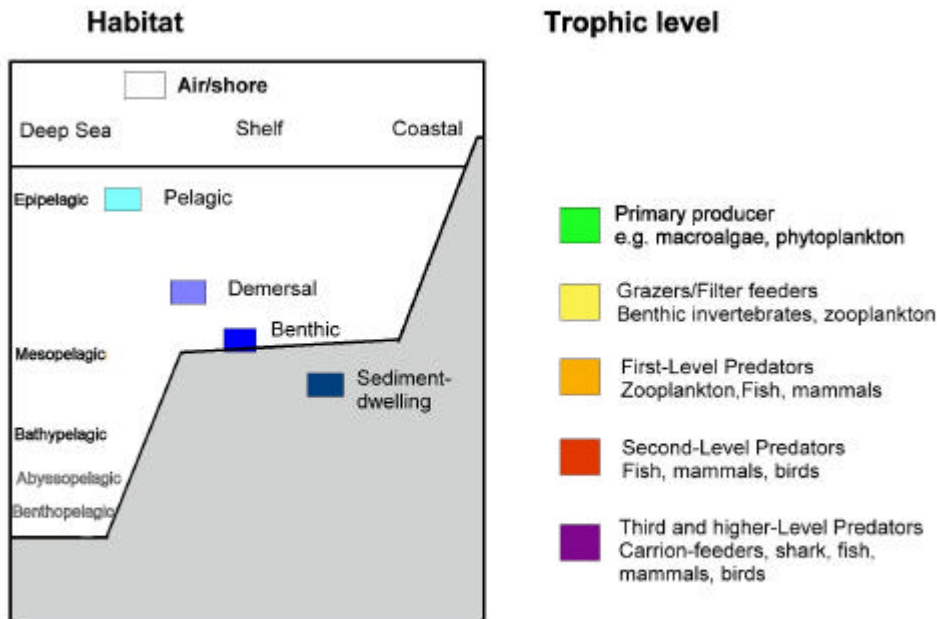 Habitat
Trophic level
Air/shore
Deep Sea
Shelf
Coastal
Epipelagic
Pelagic
Demersal
Benthic
Mesopelagic
Sediment-
dwelling
Bathypelagic
Abyssopelagic
Benthopelagic
Primary producer
e.g. macroalgae, phytoplankton
Grazers/Filter feeders
Benthic invertebrates, zooplankton
First-Level Predators
Zooplankton,Fish, mammals
Second-Level Predators
Fish, mammals, birds
Third and higher-Level Predators
Carrion-feeders, shark, fish,
mammals, birds